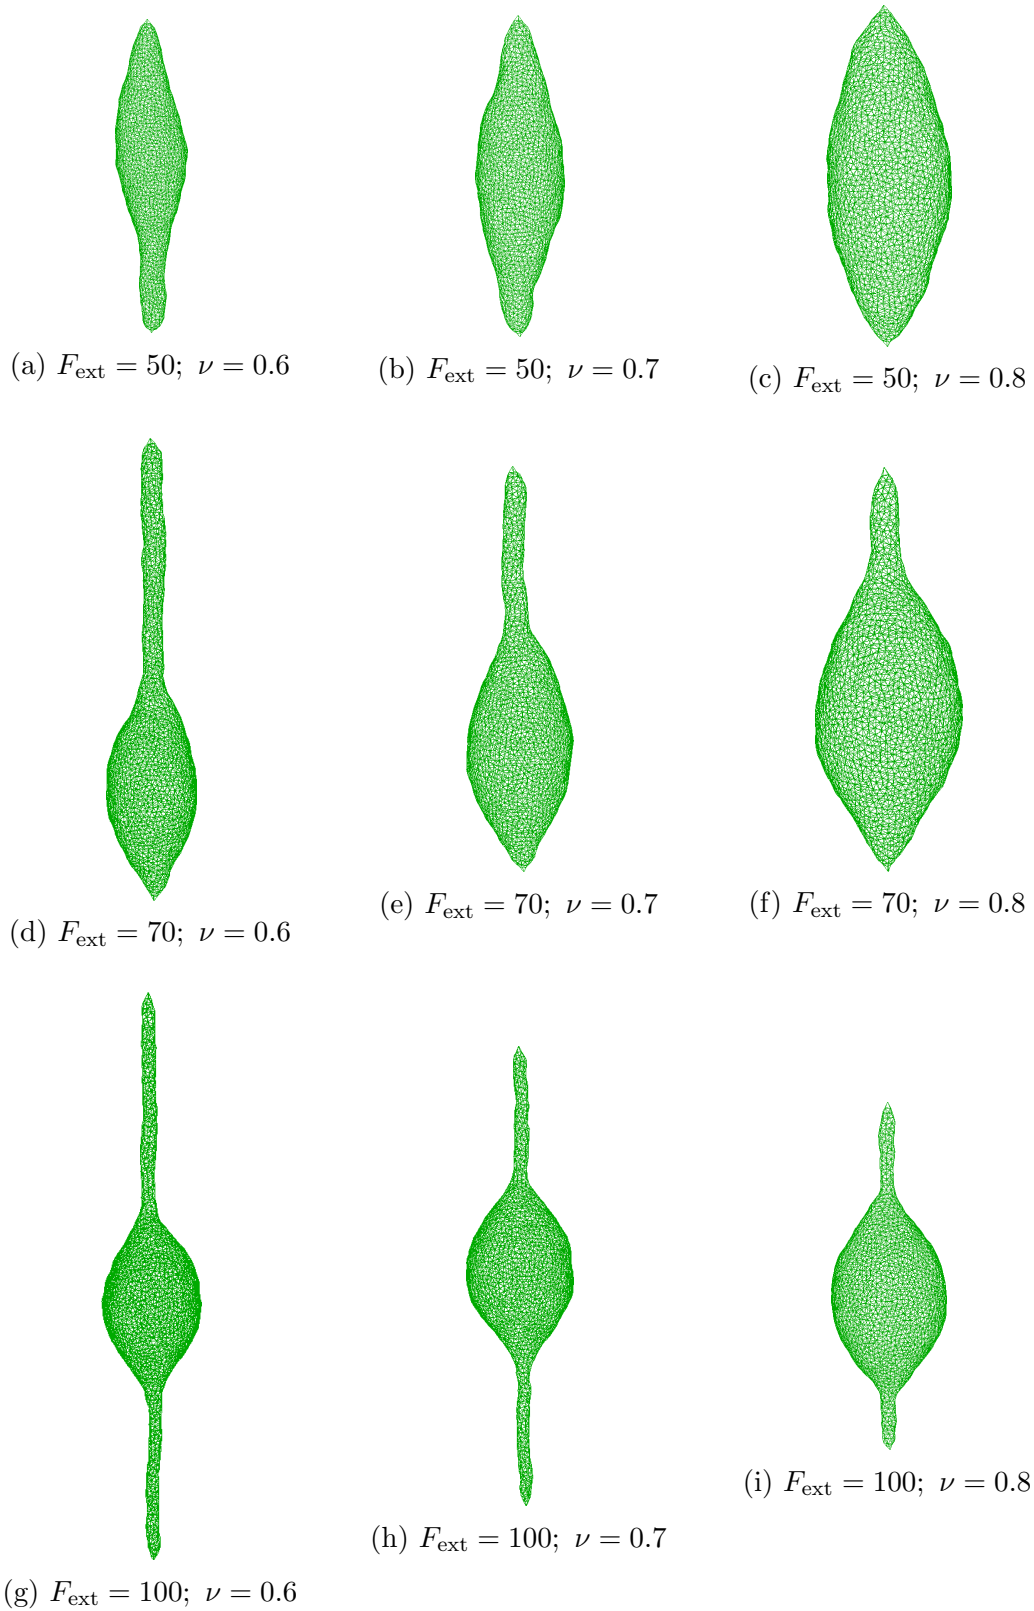 (a) F_ext = 50; ν = 0.6
(b) F_ext = 50; ν = 0.7
(c) F_ext = 50; ν = 0.8
(d) F_ext = 70; ν = 0.6
(e) F_ext = 70; ν = 0.7
(f) F_ext = 70; ν = 0.8
(g) F_ext = 100; ν = 0.6
(h) F_ext = 100; ν = 0.7
(i) F_ext = 100; ν = 0.8